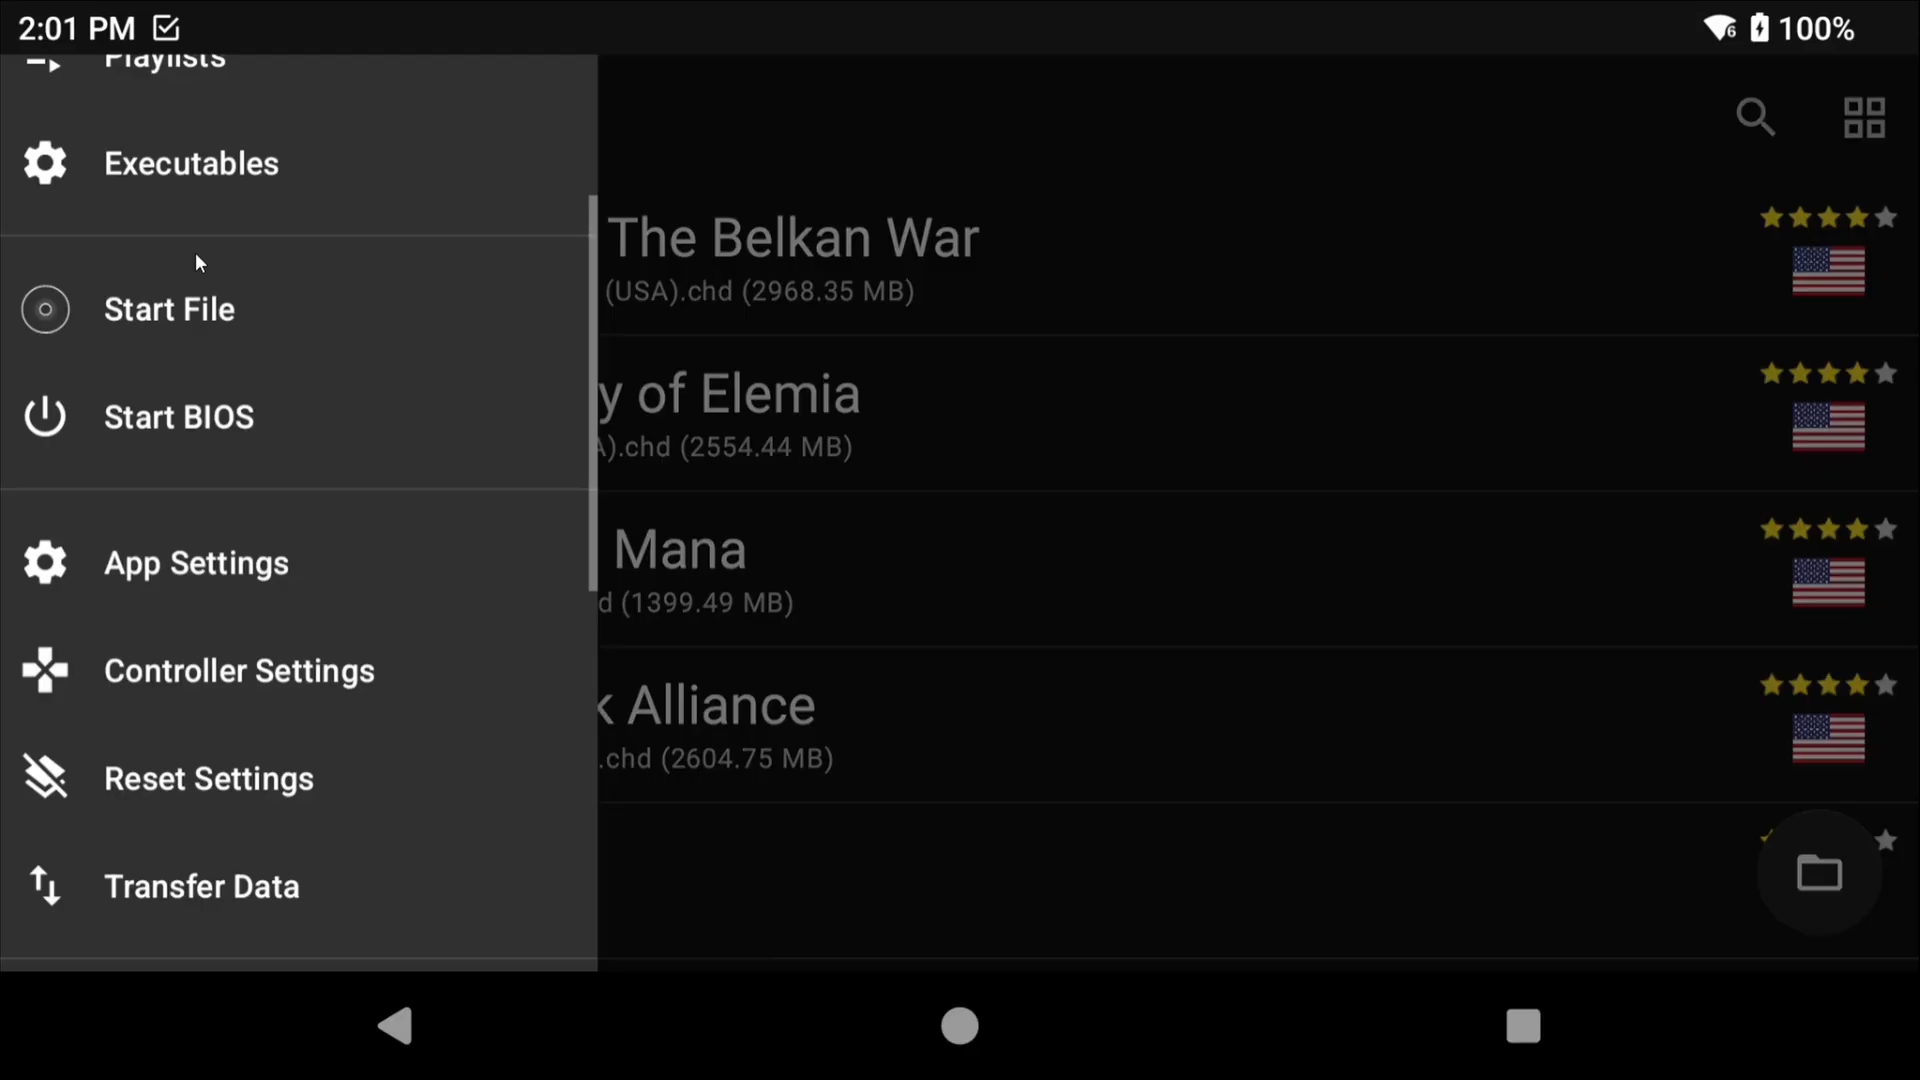 2:01 PM
6
100%
Playlists
Executables
Start File
Start BIOS
App Settings
Controller Settings
Reset Settings
Transfer Data
The Belkan War
(USA).chd (2968.35 MB)
y of Elemia
A).chd (2554.44 MB)
Mana
d (1399.49 MB)
k Alliance
.chd (2604.75 MB)